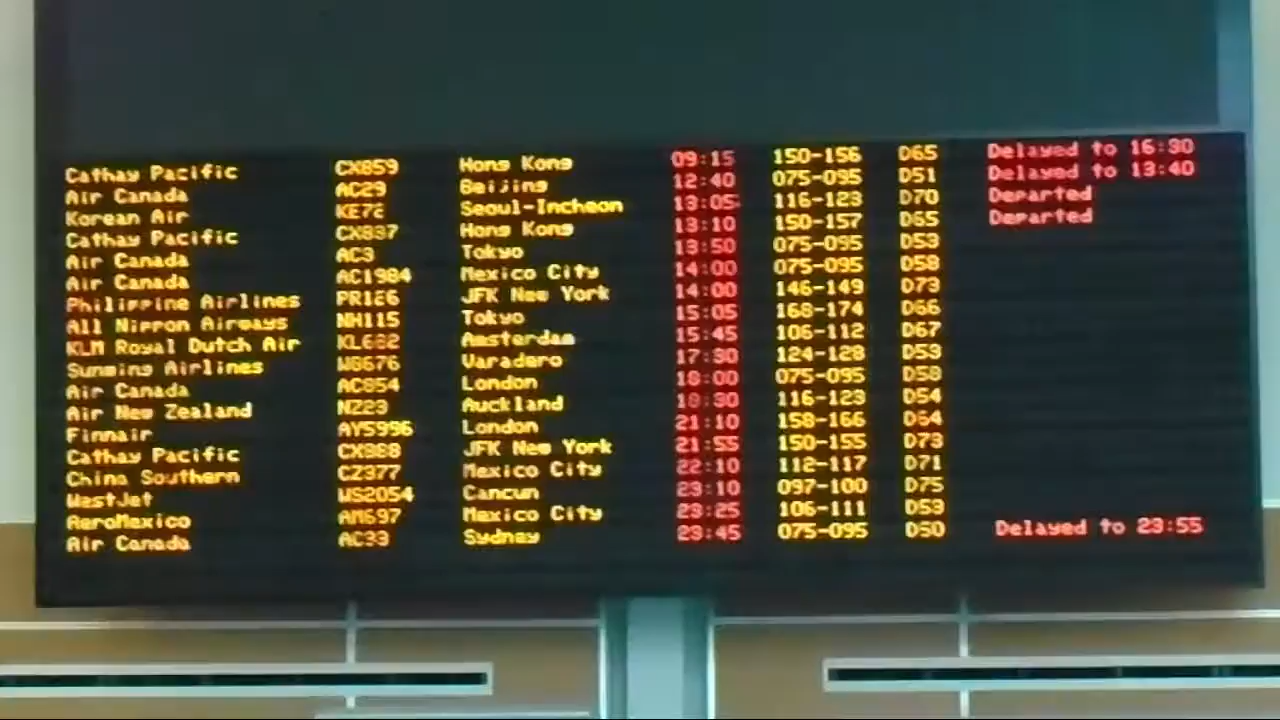 Cathay Pacific CX859 Hong Kong 09:15 150-156 D65 Delayed to 16:30
Air Canada AC29 Beijing 12:40 075-095 D51 Delayed to 13:40
Korean Air KE72 Seoul-Incheon 13:05 116-123 D70 Departed
Cathay Pacific CX837 Hong Kong 13:10 150-157 D65 Departed
Air Canada AC3 Tokyo 13:50 075-095 D53
Air Canada AC1984 Mexico City 14:00 075-095 D58
Philippine Airlines PR126 JFK New York 14:00 146-149 D73
All Nippon Airways NH115 Tokyo 15:05 168-174 D66
KLM Royal Dutch Air KL682 Amsterdam 15:45 106-112 D67
Sunwing Airlines WG676 Varadero 17:30 124-128 D53
Air Canada AC854 London 18:00 075-095 D58
Air New Zealand NZ23 Auckland 18:30 116-123 D54
Finnair AY5996 London 21:10 158-166 D64
Cathay Pacific CX888 JFK New York 21:55 150-155 D73
China Southern CZ377 Mexico City 22:10 112-117 D71
WestJet WS2054 Cancun 23:10 097-100 D75
AeroMexico AM697 Mexico City 23:25 106-111 D53
Air Canada AC33 Sydney 23:45 075-095 D50 Delayed to 23:55